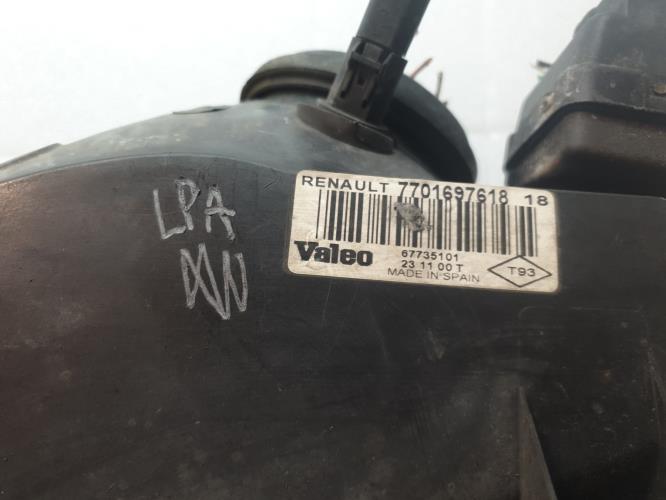 RENAULT 7701697618 18
Valeo
67735101
23 11 00 T
MADE IN SPAIN
T93
LPA